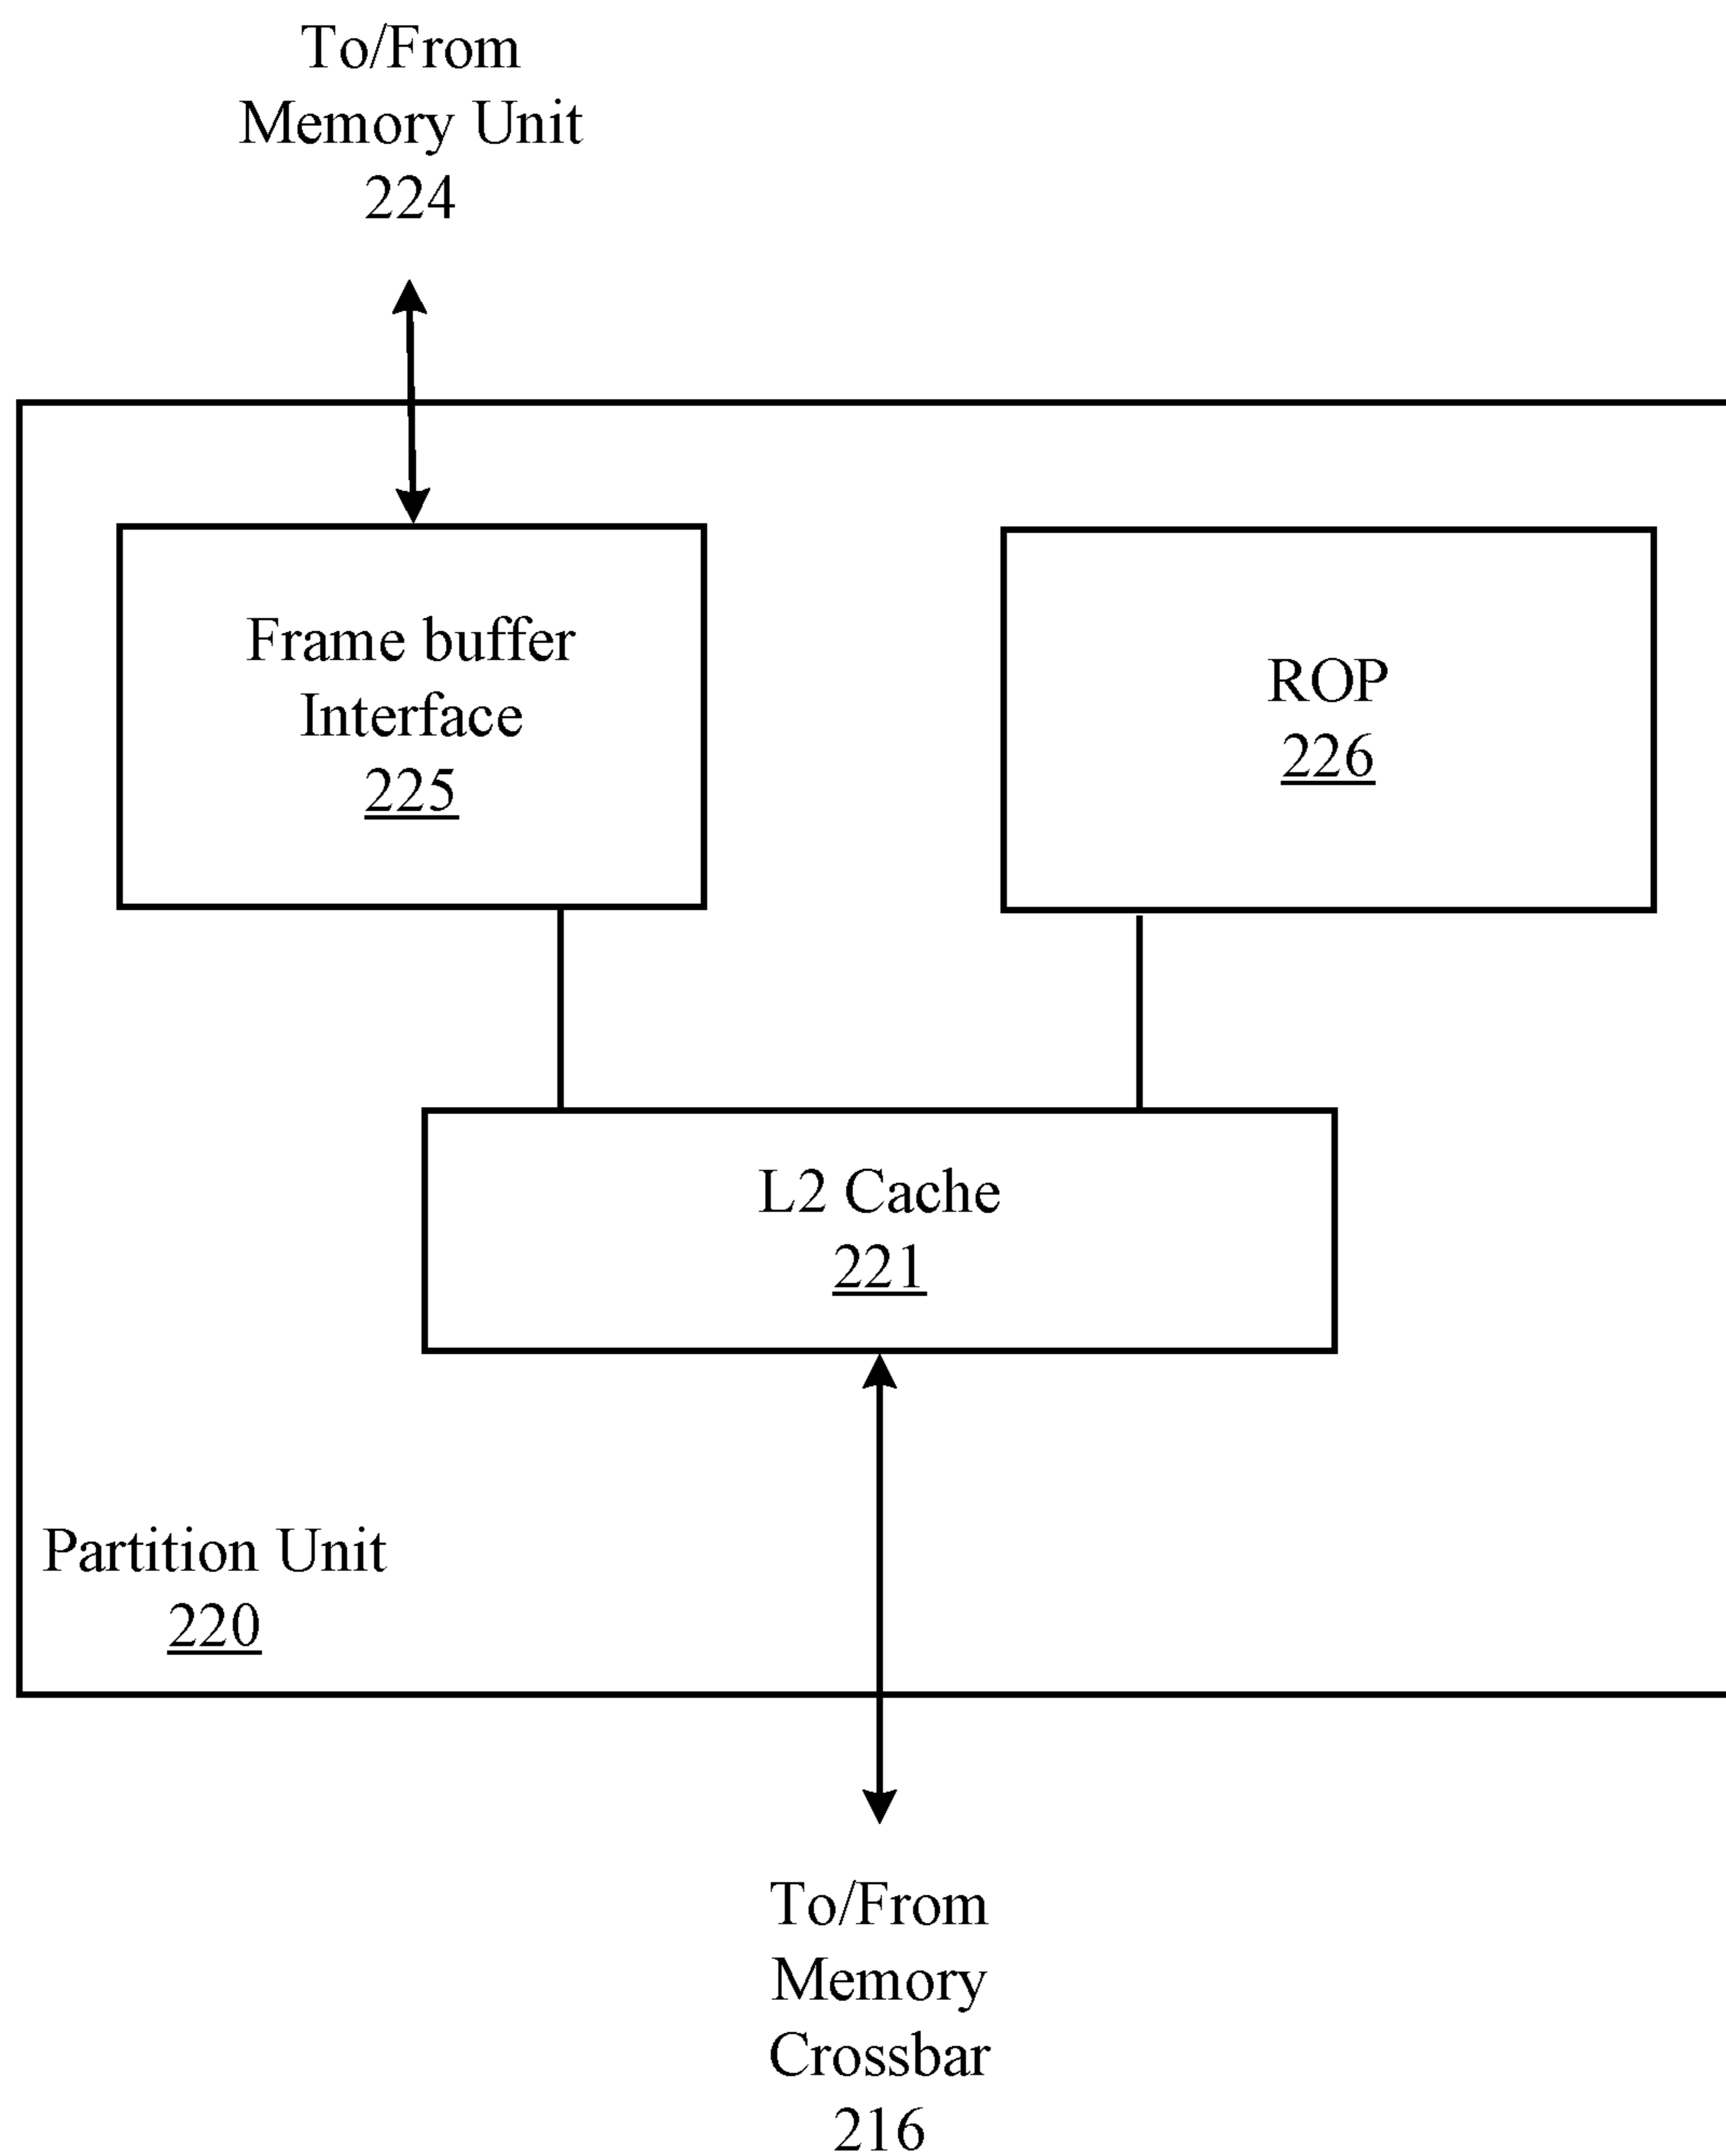 To/From
Memory Unit
224
Frame buffer
Interface
225
ROP
226
L2 Cache
221
Partition Unit
220
To/From
Memory
Crossbar
216